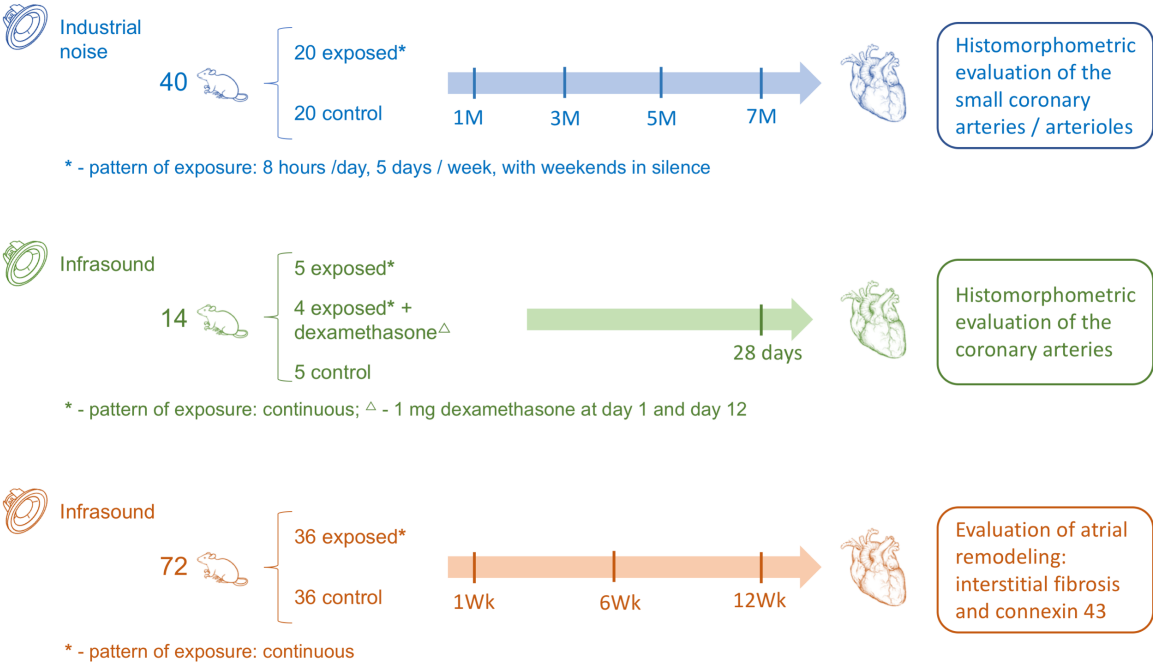 Industrial
noise
40
20 exposed*
20 control
1M 3M 5M 7M
Histomorphometric
evaluation of the
small coronary
arteries / arterioles
* - pattern of exposure: 8 hours /day, 5 days / week, with weekends in silence
Infrasound
14
5 exposed*
4 exposed* +
dexamethasone△
5 control
28 days
Histomorphometric
evaluation of the
coronary arteries
* - pattern of exposure: continuous; △ - 1 mg dexamethasone at day 1 and day 12
Infrasound
72
36 exposed*
36 control
1Wk 6Wk 12Wk
Evaluation of atrial
remodeling:
interstitial fibrosis
and connexin 43
* - pattern of exposure: continuous